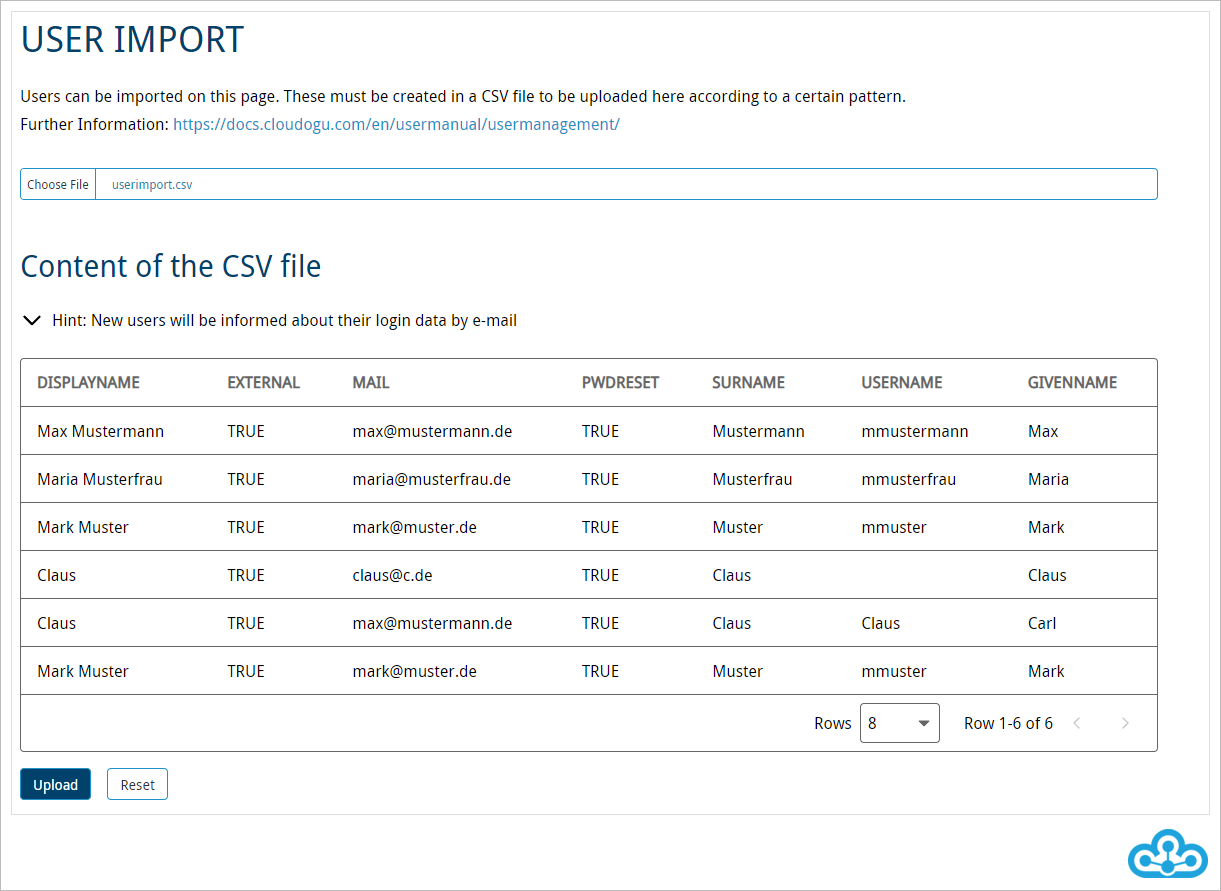 USER IMPORT
Users can be imported on this page. These must be created in a CSV file to be uploaded here according to a certain pattern.
Further Information: https://docs.cloudogu.com/en/usermanual/usermanagement/
Choose File userimport.csv
Content of the CSV file
Hint: New users will be informed about their login data by e-mail
DISPLAYNAME EXTERNAL MAIL PWDRESET SURNAME USERNAME GIVENNAME
Max Mustermann TRUE max@mustermann.de TRUE Mustermann mmustermann Max
Maria Musterfrau TRUE maria@musterfrau.de TRUE Musterfrau mmusterfrau Maria
Mark Muster TRUE mark@muster.de TRUE Muster mmuster Mark
Claus TRUE claus@c.de TRUE Claus Claus
Claus TRUE max@mustermann.de TRUE Claus Claus Carl
Mark Muster TRUE mark@muster.de TRUE Muster mmuster Mark
Rows 8 Row 1-6 of 6
Upload Reset